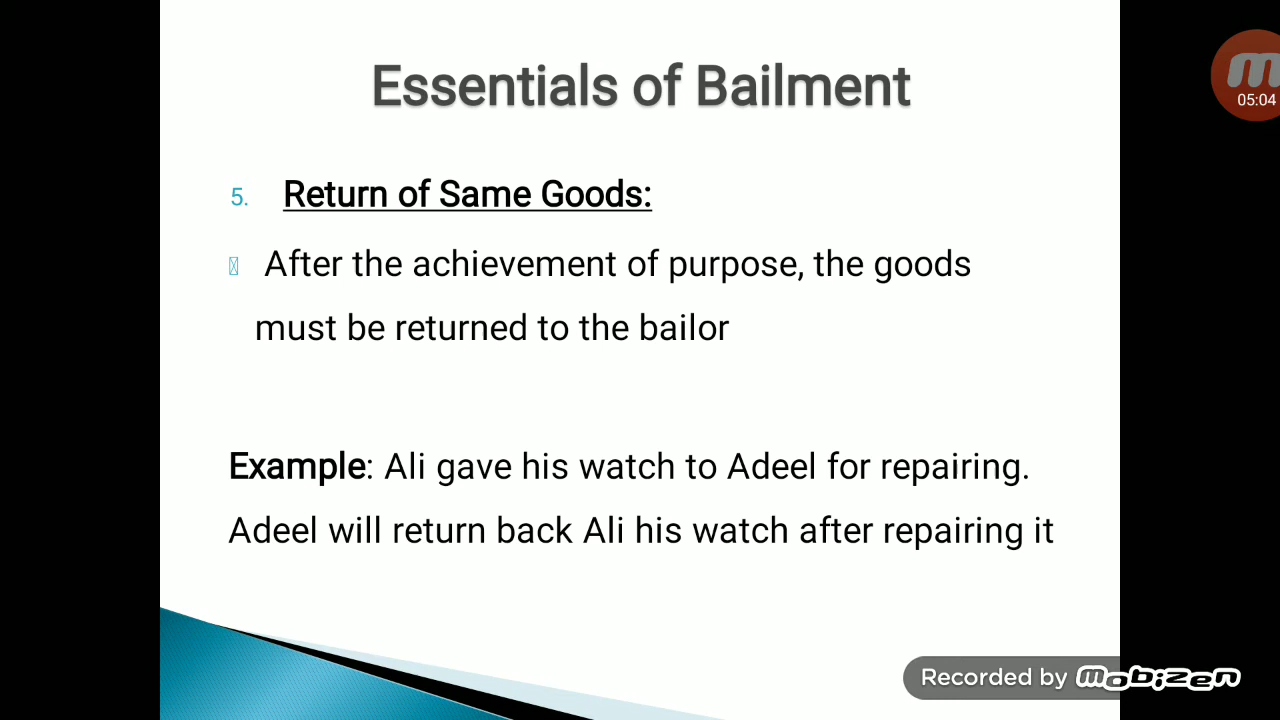 Essentials of Bailment
05:04
5. Return of Same Goods:
After the achievement of purpose, the goods
must be returned to the bailor
Example: Ali gave his watch to Adeel for repairing.
Adeel will return back Ali his watch after repairing it
Recorded by mobizen